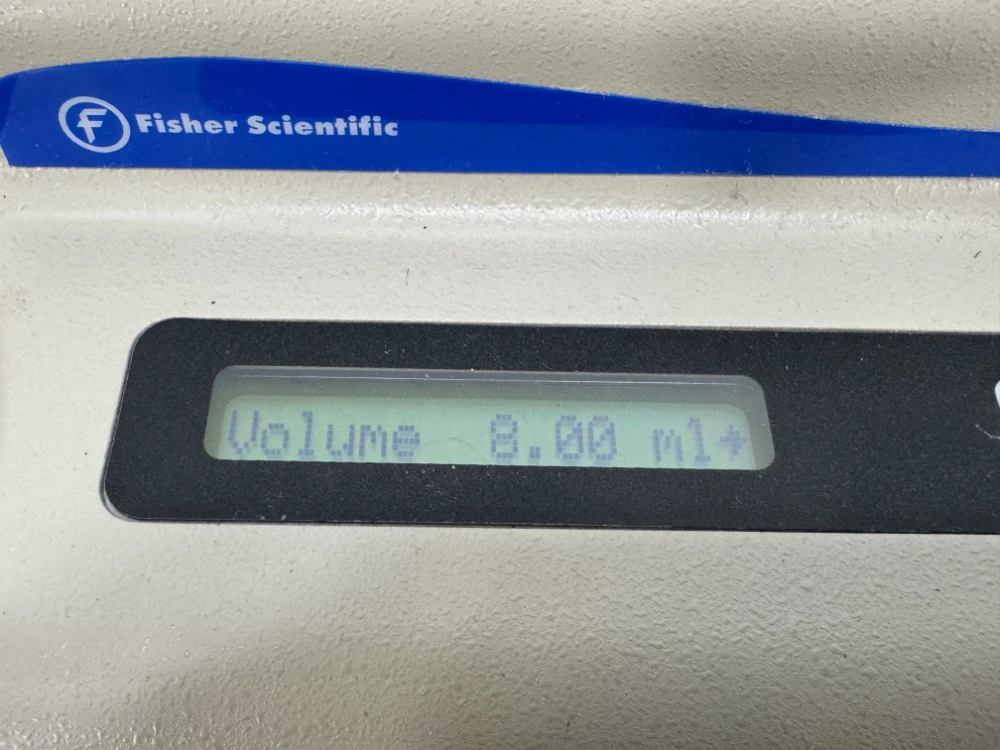 Fisher Scientific
Volume 8.00 ml